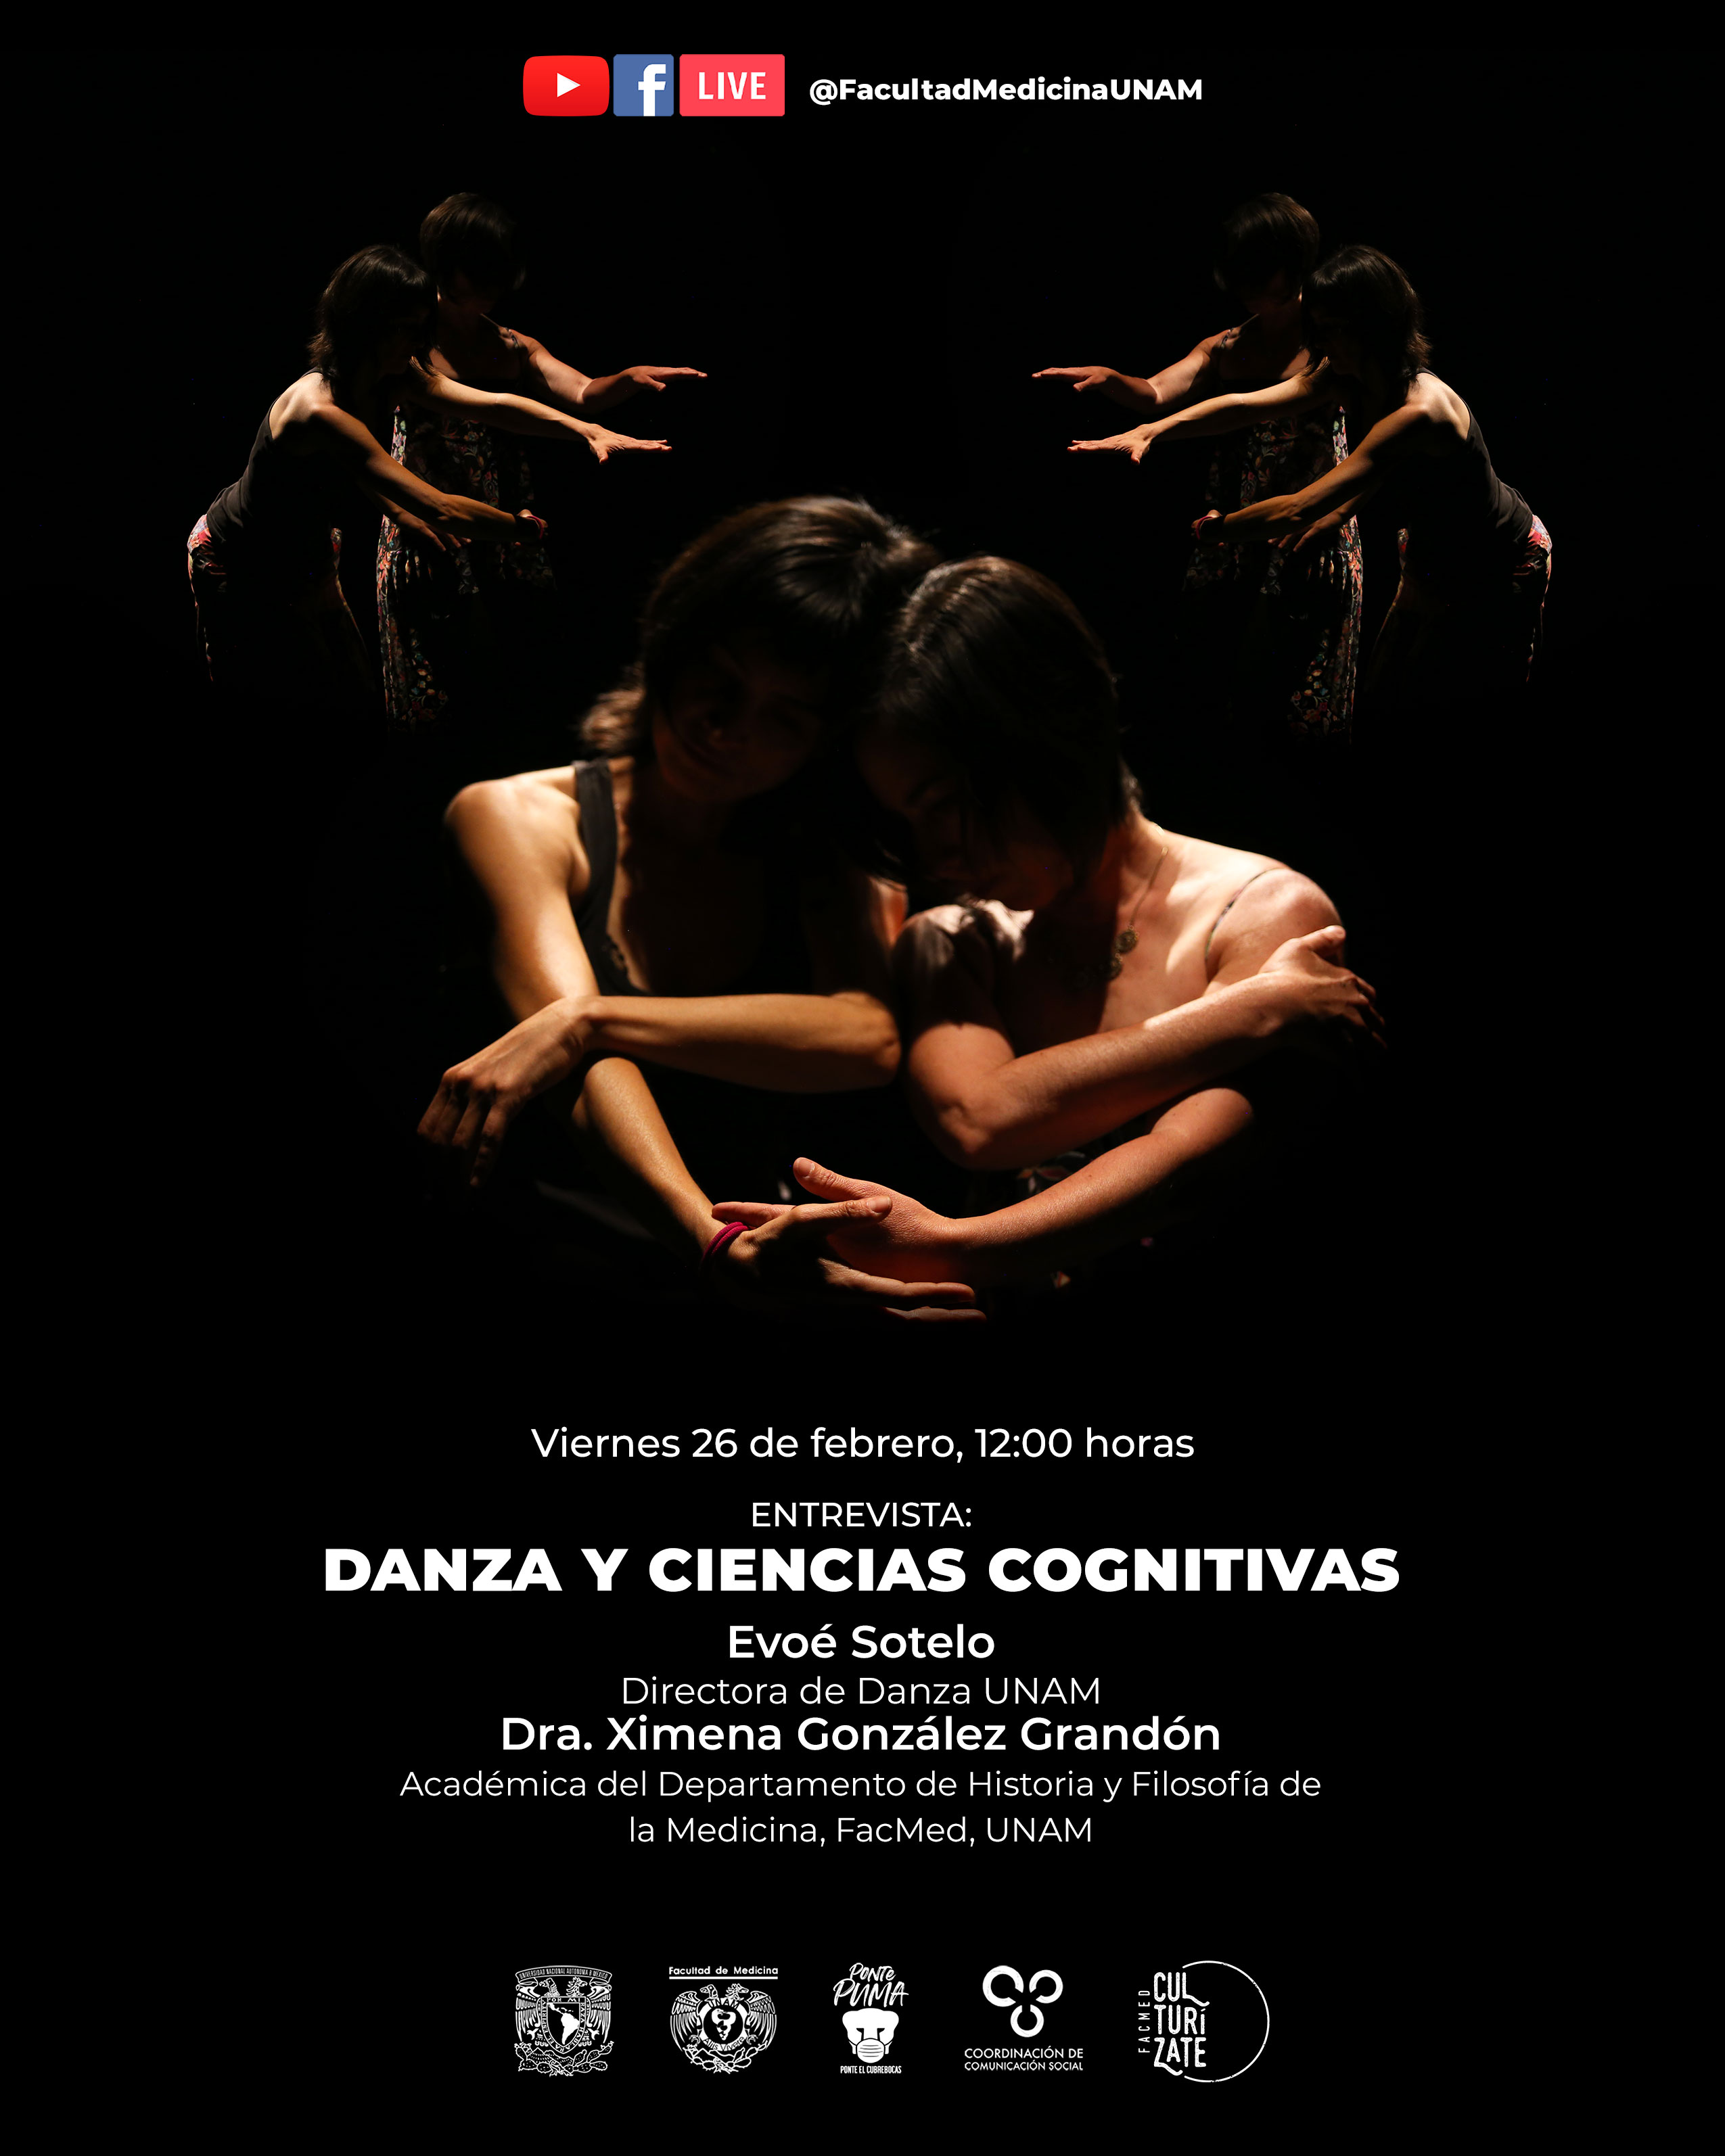 LIVE @FacultadMedicinaUNAM
Viernes 26 de febrero, 12:00 horas
ENTREVISTA:
DANZA Y CIENCIAS COGNITIVAS
Evoé Sotelo
Directora de Danza UNAM
Dra. Ximena González Grandón
Académica del Departamento de Historia y Filosofía de
la Medicina, FacMed, UNAM
Facultad de Medicina
PONTE
PUMA
PONTE EL CUBREBOCAS
COORDINACIÓN DE
COMUNICACIÓN SOCIAL
FACMED
CUL
TURÍ
ZATE